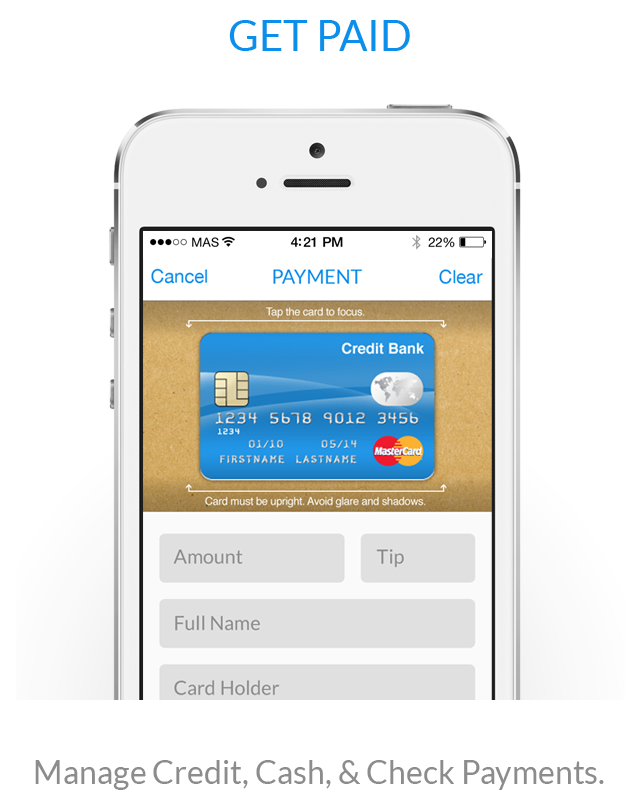 GET PAID
MAS 4:21 PM 22%
Cancel PAYMENT Clear
Tap the card to focus.
Credit Bank
1234 5678 9012 3456
1234
01/10 05/14
FIRSTNAME LASTNAME
MasterCard
Card must be upright. Avoid glare and shadows.
Amount Tip
Full Name
Card Holder
Manage Credit, Cash, & Check Payments.